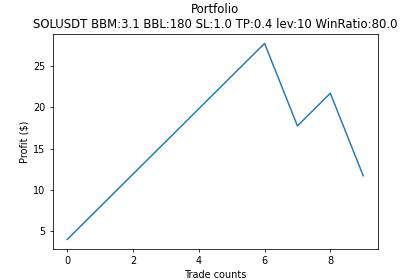 Portfolio
SOLUSDT BBM:3.1 BBL:180 SL:1.0 TP:0.4 lev:10 WinRatio:80.0
Profit ($)
25
20
15
10
5
0 2 4 6 8
Trade counts